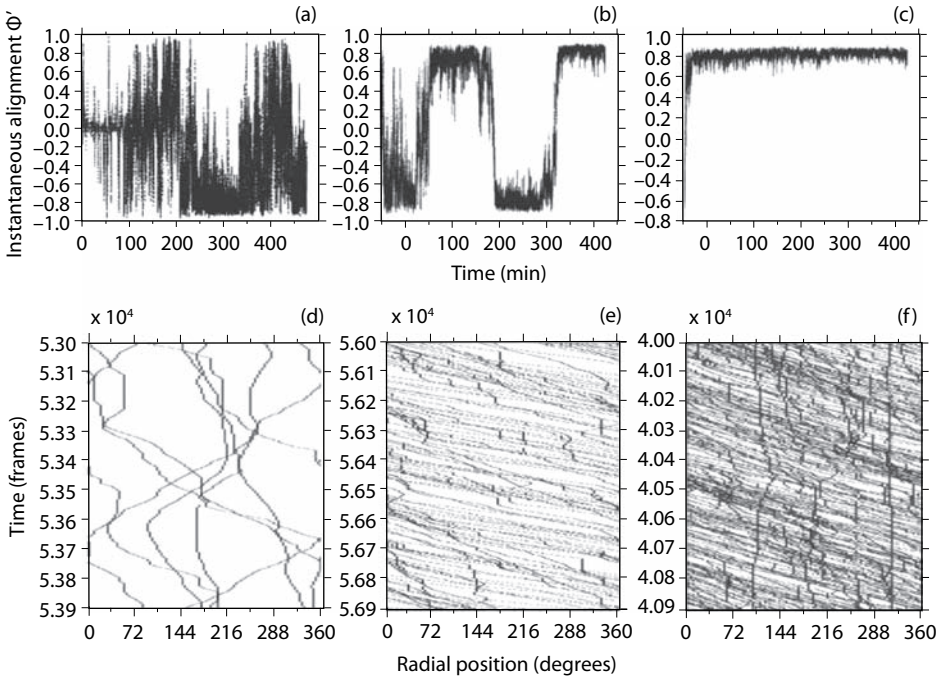 (a) (b) (c)
Instantaneous alignment Φ′
1.0 1.0 1.0
0.8 0.8 0.8
0.6 0.6 0.6
0.4 0.4 0.4
0.2 0.2 0.2
0.0 0.0 0.0
−0.2 −0.2 −0.2
−0.4 −0.4 −0.4
−0.6 −0.6 −0.6
−0.8 −0.8 −0.8
−1.0 −1.0
0 100 200 300 400 0 100 200 300 400 0 100 200 300 400
Time (min)
x 10⁴ (d) x 10⁴ (e) x 10⁴ (f)
Time (frames)
5.30 5.60 4.00
5.31 5.61 4.01
5.32 5.62 4.02
5.33 5.63 4.03
5.34 5.64 4.04
5.35 5.65 4.05
5.36 5.66 4.06
5.37 5.67 4.07
5.38 5.68 4.08
5.39 5.69 4.09
0 72 144 216 288 360 0 72 144 216 288 360 0 72 144 216 288 360
Radial position (degrees)